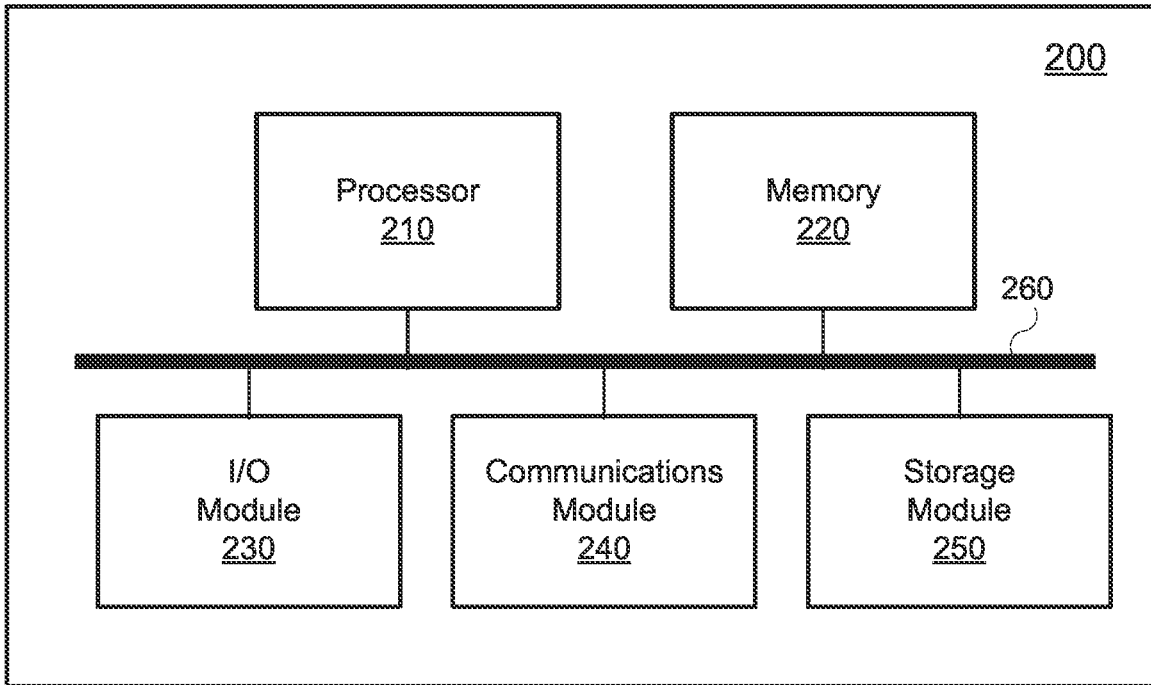 200
Processor
210
Memory
220
260
I/O
Module
230
Communications
Module
240
Storage
Module
250